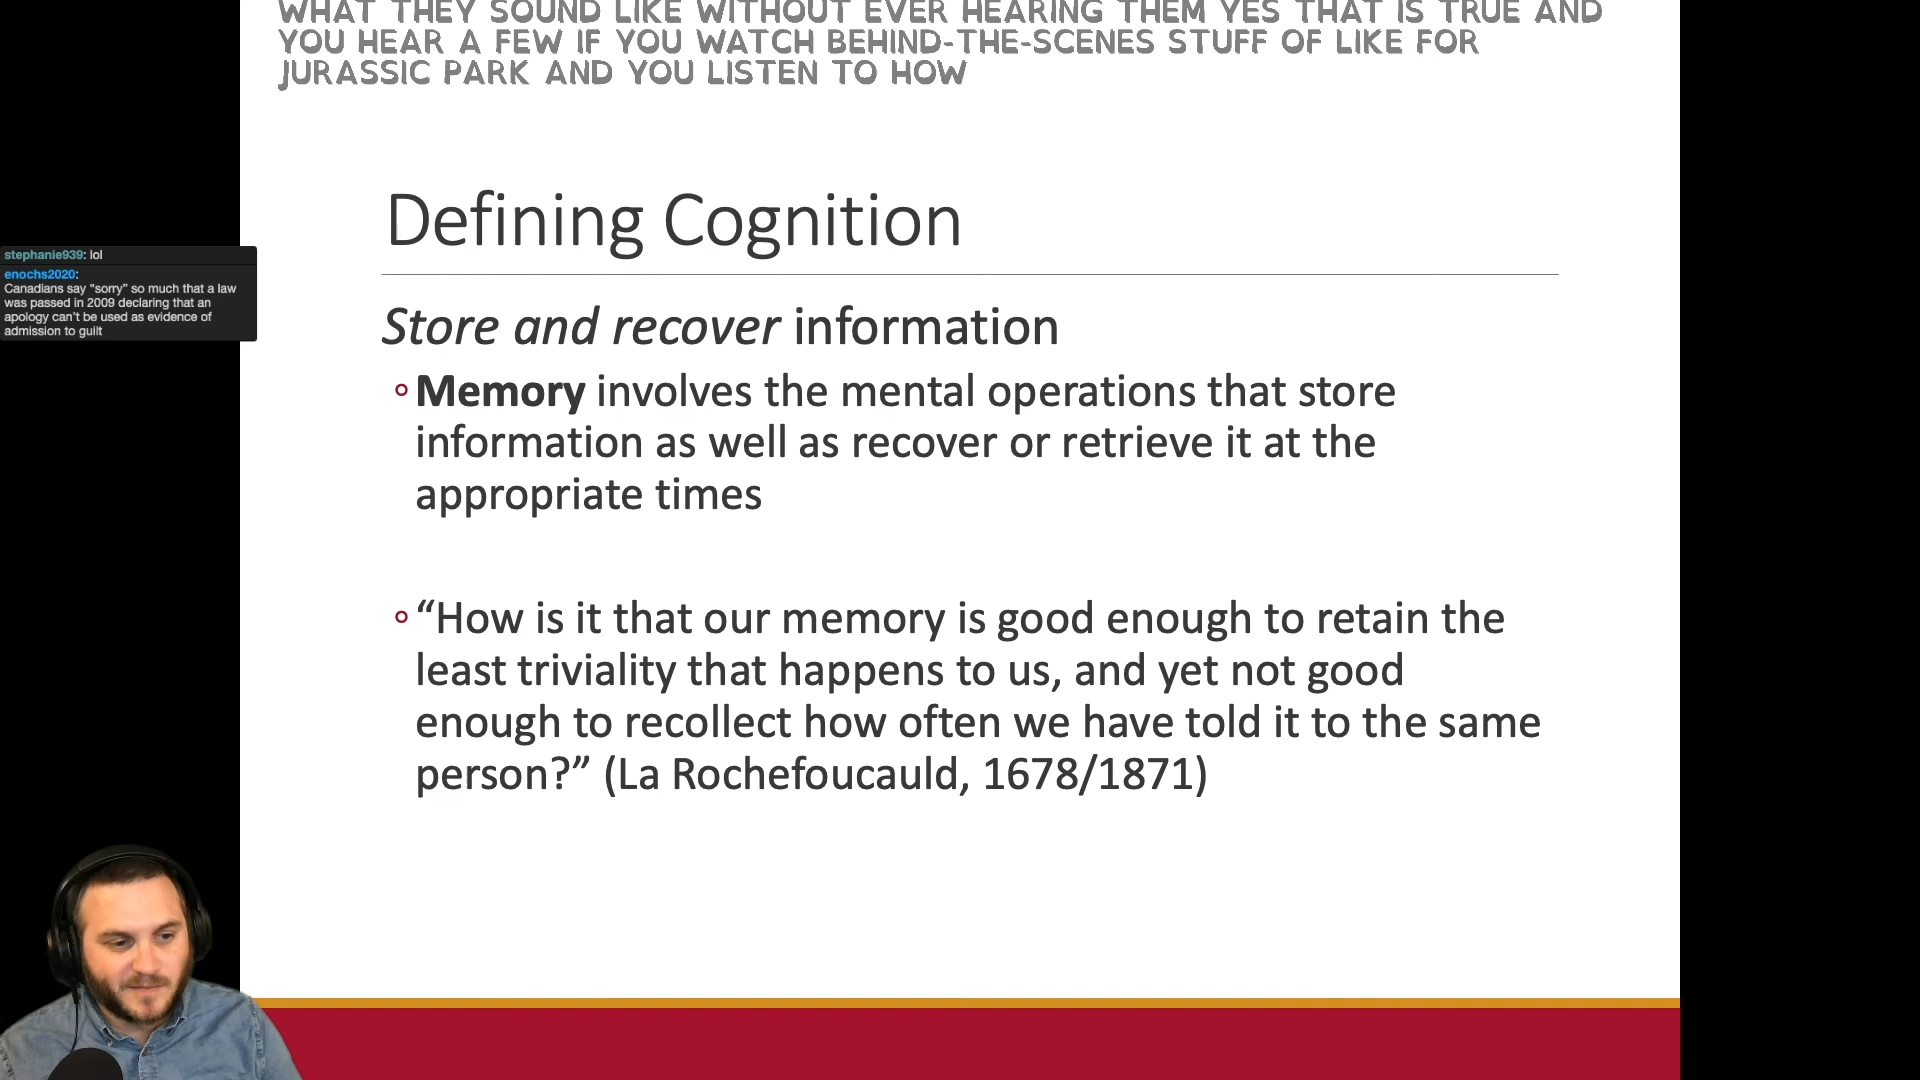 WHAT THEY SOUND LIKE WITHOUT EVER HEARING THEM YES THAT IS TRUE AND
YOU HEAR A FEW IF YOU WATCH BEHIND-THE-SCENES STUFF OF LIKE FOR
JURASSIC PARK AND YOU LISTEN TO HOW
Defining Cognition
stephanie939: lol
enochs2020:
Canadians say “sorry” so much that a law
was passed in 2009 declaring that an
apology can't be used as evidence of
admission to guilt
Store and recover information
◦Memory involves the mental operations that store
information as well as recover or retrieve it at the
appropriate times
◦“How is it that our memory is good enough to retain the
least triviality that happens to us, and yet not good
enough to recollect how often we have told it to the same
person?” (La Rochefoucauld, 1678/1871)